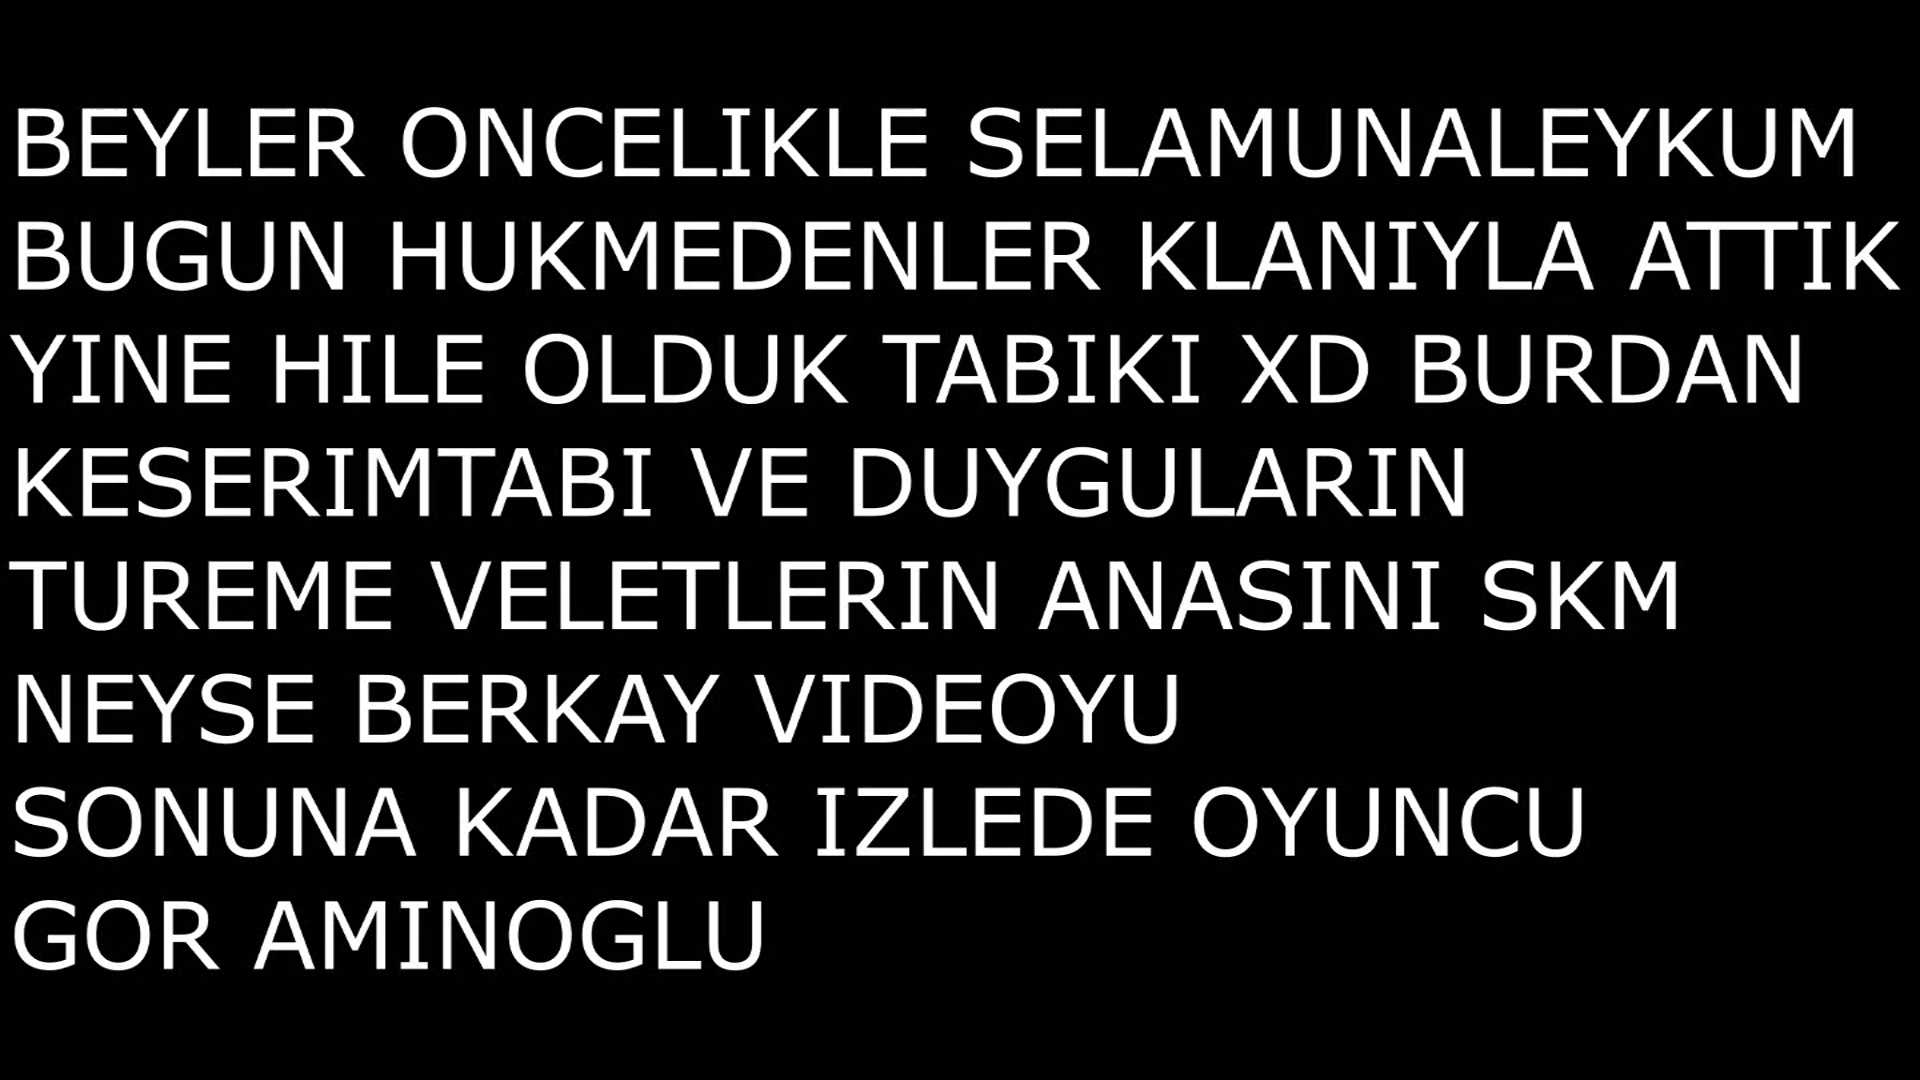 BEYLER ONCELIKLE SELAMUNALEYKUM
BUGUN HUKMEDENLER KLANIYLA ATTIK
YINE HILE OLDUK TABIKI XD BURDAN
KESERIMTABI VE DUYGULARIN
TUREME VELETLERIN ANASINI SKM
NEYSE BERKAY VIDEOYU
SONUNA KADAR IZLEDE OYUNCU
GOR AMINOGLU